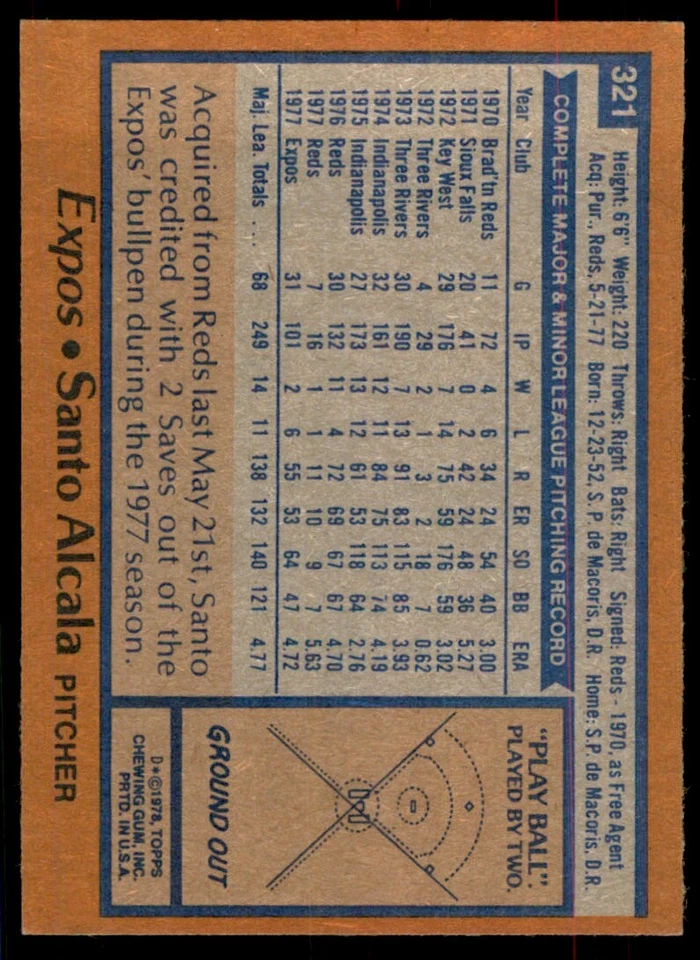 321
Height: 6'6" Weight: 220 Throws: Right Bats: Right Signed: Reds - 1970, as Free Agent
Acq: Pur., Reds, 5-21-77 Born: 12-23-52, S. P. de Macoris, D.R. Home: S.P. de Macoris, D.R.
COMPLETE MAJOR & MINOR LEAGUE PITCHING RECORD
Year Club G IP W L R ER SO BB ERA
1970 Brad'tn Reds 11 72 4 6 34 24 54 40 3.00
1971 Sioux Falls 20 41 0 2 42 24 48 36 5.27
1972 Key West 29 176 7 14 75 59 176 59 3.02
1972 Three Rivers 4 29 2 1 3 2 18 7 0.62
1973 Three Rivers 30 190 7 13 91 83 115 85 3.93
1974 Indianapolis 32 161 12 11 84 75 113 74 4.19
1975 Indianapolis 27 173 13 12 61 53 118 64 2.76
1976 Reds 30 132 11 4 72 69 67 67 4.70
1977 Reds 7 16 1 1 11 10 9 7 5.63
1977 Expos 31 101 2 6 55 53 64 47 4.72
Maj. Lea. Totals .... 68 249 14 11 138 132 140 121 4.77
Acquired from Reds last May 21st, Santo
was credited with 2 Saves out of the
Expos' bullpen during the 1977 season.
"PLAY BALL".
PLAYED BY TWO.
GROUND OUT
D*©1978, TOPPS
CHEWING GUM, INC.
PRTD. IN U.S.A.
Expos • Santo Alcala PITCHER